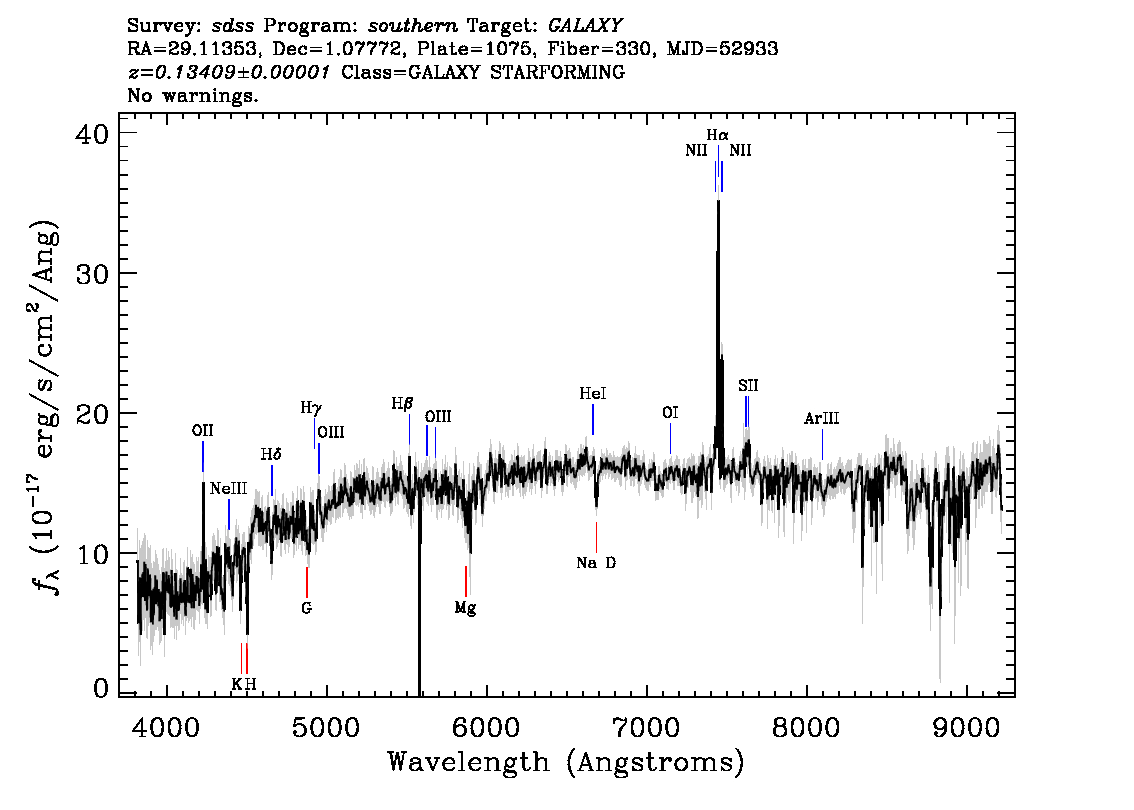 Survey: sdss Program: southern Target: GALAXY
RA=29.11353, Dec=1.07772, Plate=1075, Fiber=330, MJD=52933
z=0.13409±0.00001 Class=GALAXY STARFORMING
No warnings.
Hα
NII NII
40
30
20
10
0
SII
HeI
Hβ
Hγ
OI
ArIII
OIII
OII
OIII
Hδ
NeIII
Na D
G
Mg
K H
fλ (10⁻¹⁷ erg/s/cm²/Ang)
4000 5000 6000 7000 8000 9000
Wavelength (Angstroms)